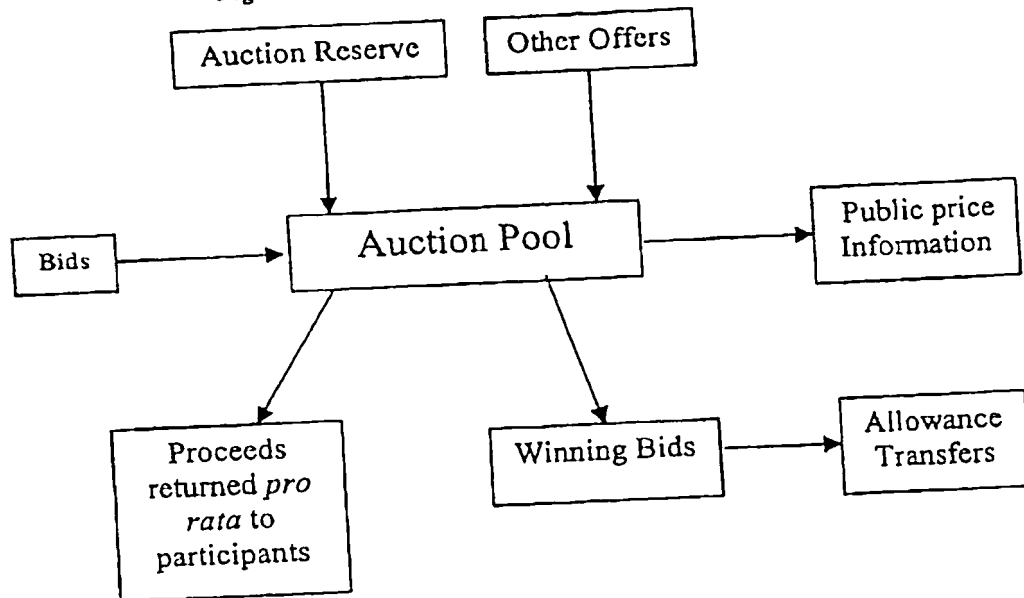 Auction Reserve
Other Offers
Bids
Auction Pool
Public price
Information
Proceeds
returned pro
rata to
participants
Winning Bids
Allowance
Transfers